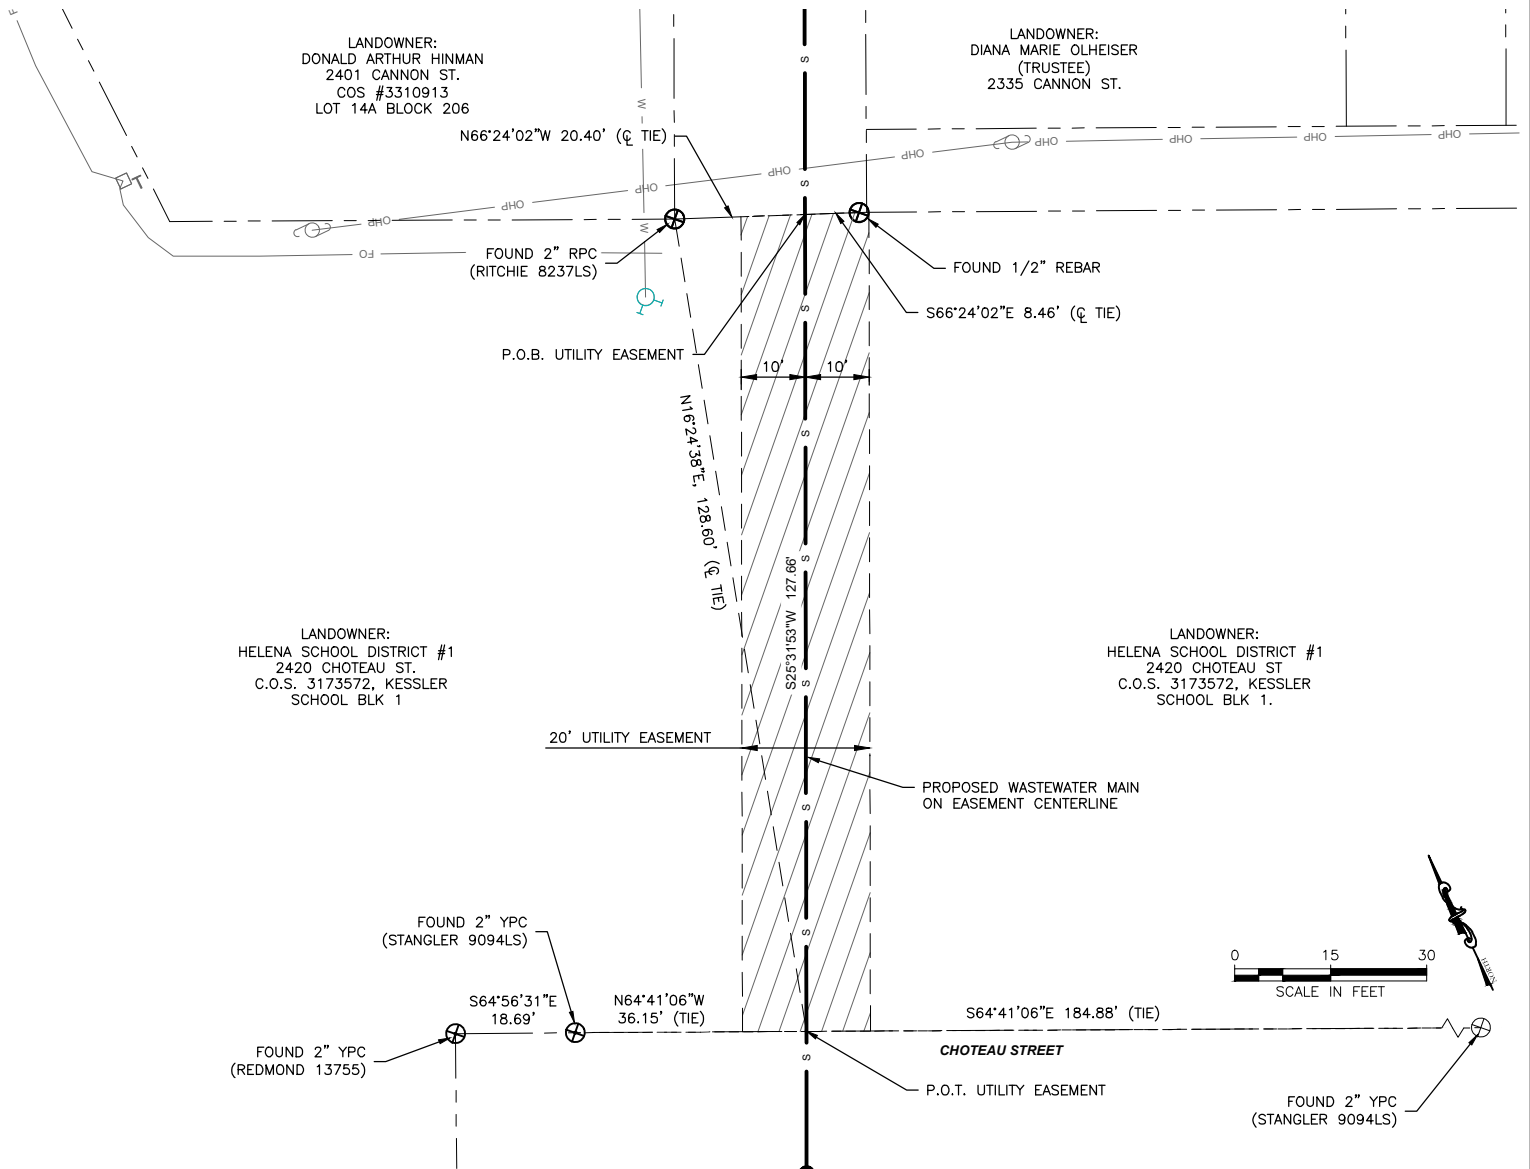 F
LANDOWNER:
DONALD ARTHUR HINMAN
2401 CANNON ST.
COS #3310913
LOT 14A BLOCK 206
LANDOWNER:
DIANA MARIE OLHEISER
(TRUSTEE)
2335 CANNON ST.
S
W
N66°24'02"W 20.40' (℄ TIE)
OHP
OHP
OHP
OHP
OHP
OHP
OHP
OHP
OHP
T
S
W
FO
FOUND 2" RPC
(RITCHIE 8237LS)
FOUND 1/2" REBAR
S66°24'02"E 8.46' (℄ TIE)
S
P.O.B. UTILITY EASEMENT
10'
10'
N16°24'38"E, 128.60' (℄ TIE)
S
S25°31'53"W 127.66'
S
LANDOWNER:
HELENA SCHOOL DISTRICT #1
2420 CHOTEAU ST.
C.O.S. 3173572, KESSLER
SCHOOL BLK 1
LANDOWNER:
HELENA SCHOOL DISTRICT #1
2420 CHOTEAU ST
C.O.S. 3173572, KESSLER
SCHOOL BLK 1.
S
20' UTILITY EASEMENT
PROPOSED WASTEWATER MAIN
ON EASEMENT CENTERLINE
S
FOUND 2" YPC
(STANGLER 9094LS)
S
0 15 30
SCALE IN FEET
NORTH
S64°56'31"E
18.69'
N64°41'06"W
36.15' (TIE)
S64°41'06"E 184.88' (TIE)
CHOTEAU STREET
FOUND 2" YPC
(REDMOND 13755)
S
P.O.T. UTILITY EASEMENT
FOUND 2" YPC
(STANGLER 9094LS)